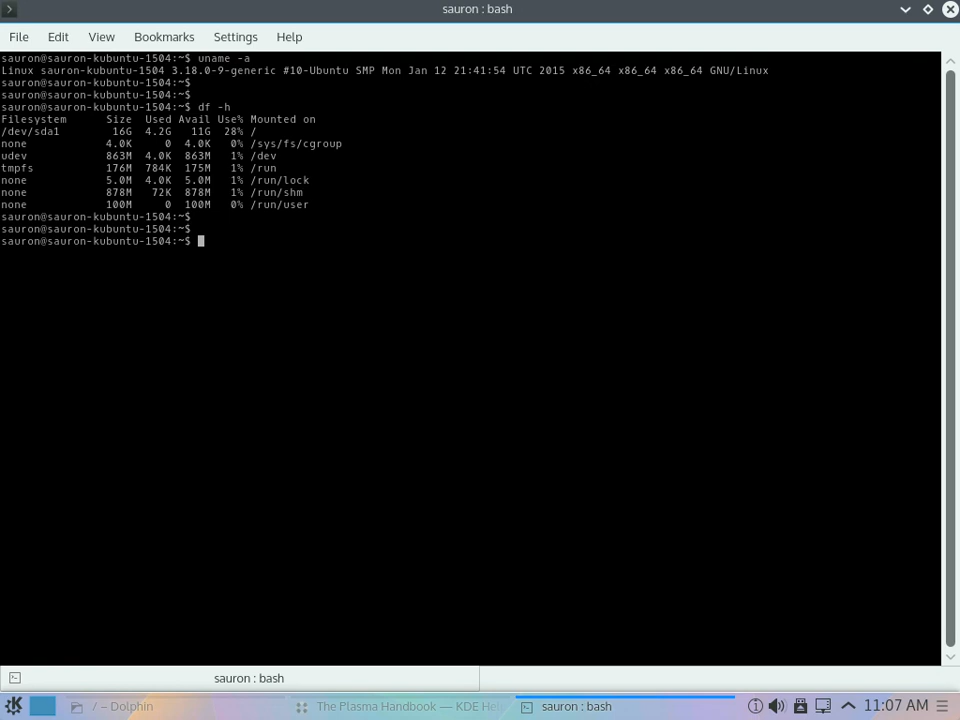 sauron : bash
File Edit View Bookmarks Settings Help
sauron@sauron-kubuntu-1504:~$ uname -a
Linux sauron-kubuntu-1504 3.18.0-9-generic #10-Ubuntu SMP Mon Jan 12 21:41:54 UTC 2015 x86_64 x86_64 x86_64 GNU/Linux
sauron@sauron-kubuntu-1504:~$
sauron@sauron-kubuntu-1504:~$
sauron@sauron-kubuntu-1504:~$ df -h
Filesystem      Size  Used Avail Use% Mounted on
/dev/sda1        16G  4.2G   11G  28% /
none            4.0K     0  4.0K   0% /sys/fs/cgroup
udev            863M  4.0K  863M   1% /dev
tmpfs           176M  784K  175M   1% /run
none            5.0M  4.0K  5.0M   1% /run/lock
none            878M   72K  878M   1% /run/shm
none            100M     0  100M   0% /run/user
sauron@sauron-kubuntu-1504:~$
sauron@sauron-kubuntu-1504:~$
sauron@sauron-kubuntu-1504:~$
sauron : bash
/ – Dolphin The Plasma Handbook — KDE Hel sauron : bash 11:07 AM